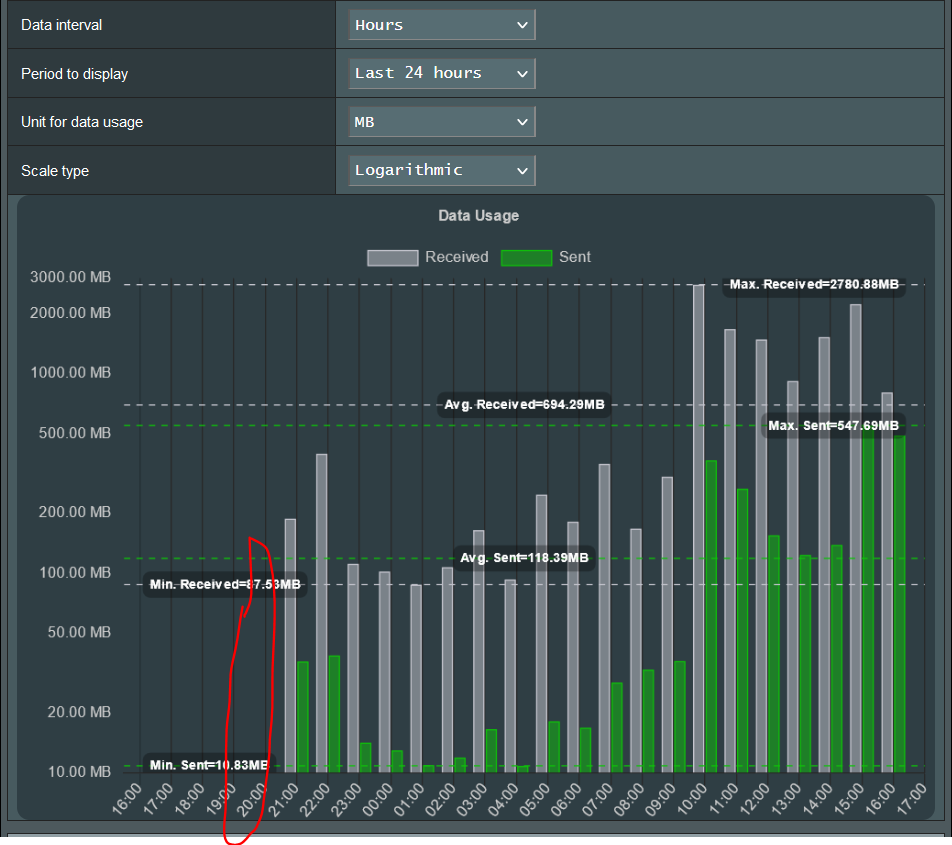 Data interval
Hours
Period to display
Last 24 hours
Unit for data usage
MB
Scale type
Logarithmic
Data Usage
Received
Sent
3000.00 MB
Max. Received=2780.88MB
2000.00 MB
1000.00 MB
Avg. Received=694.29MB
Max. Sent=547.69MB
500.00 MB
200.00 MB
Avg. Sent=118.39MB
100.00 MB
Min. Received=87.53MB
50.00 MB
20.00 MB
Min. Sent=10.83MB
10.00 MB
16:00 17:00 18:00 19:00 20:00 21:00 22:00 23:00 00:00 01:00 02:00 03:00 04:00 05:00 06:00 07:00 08:00 09:00 10:00 11:00 12:00 13:00 14:00 15:00 16:00 17:00